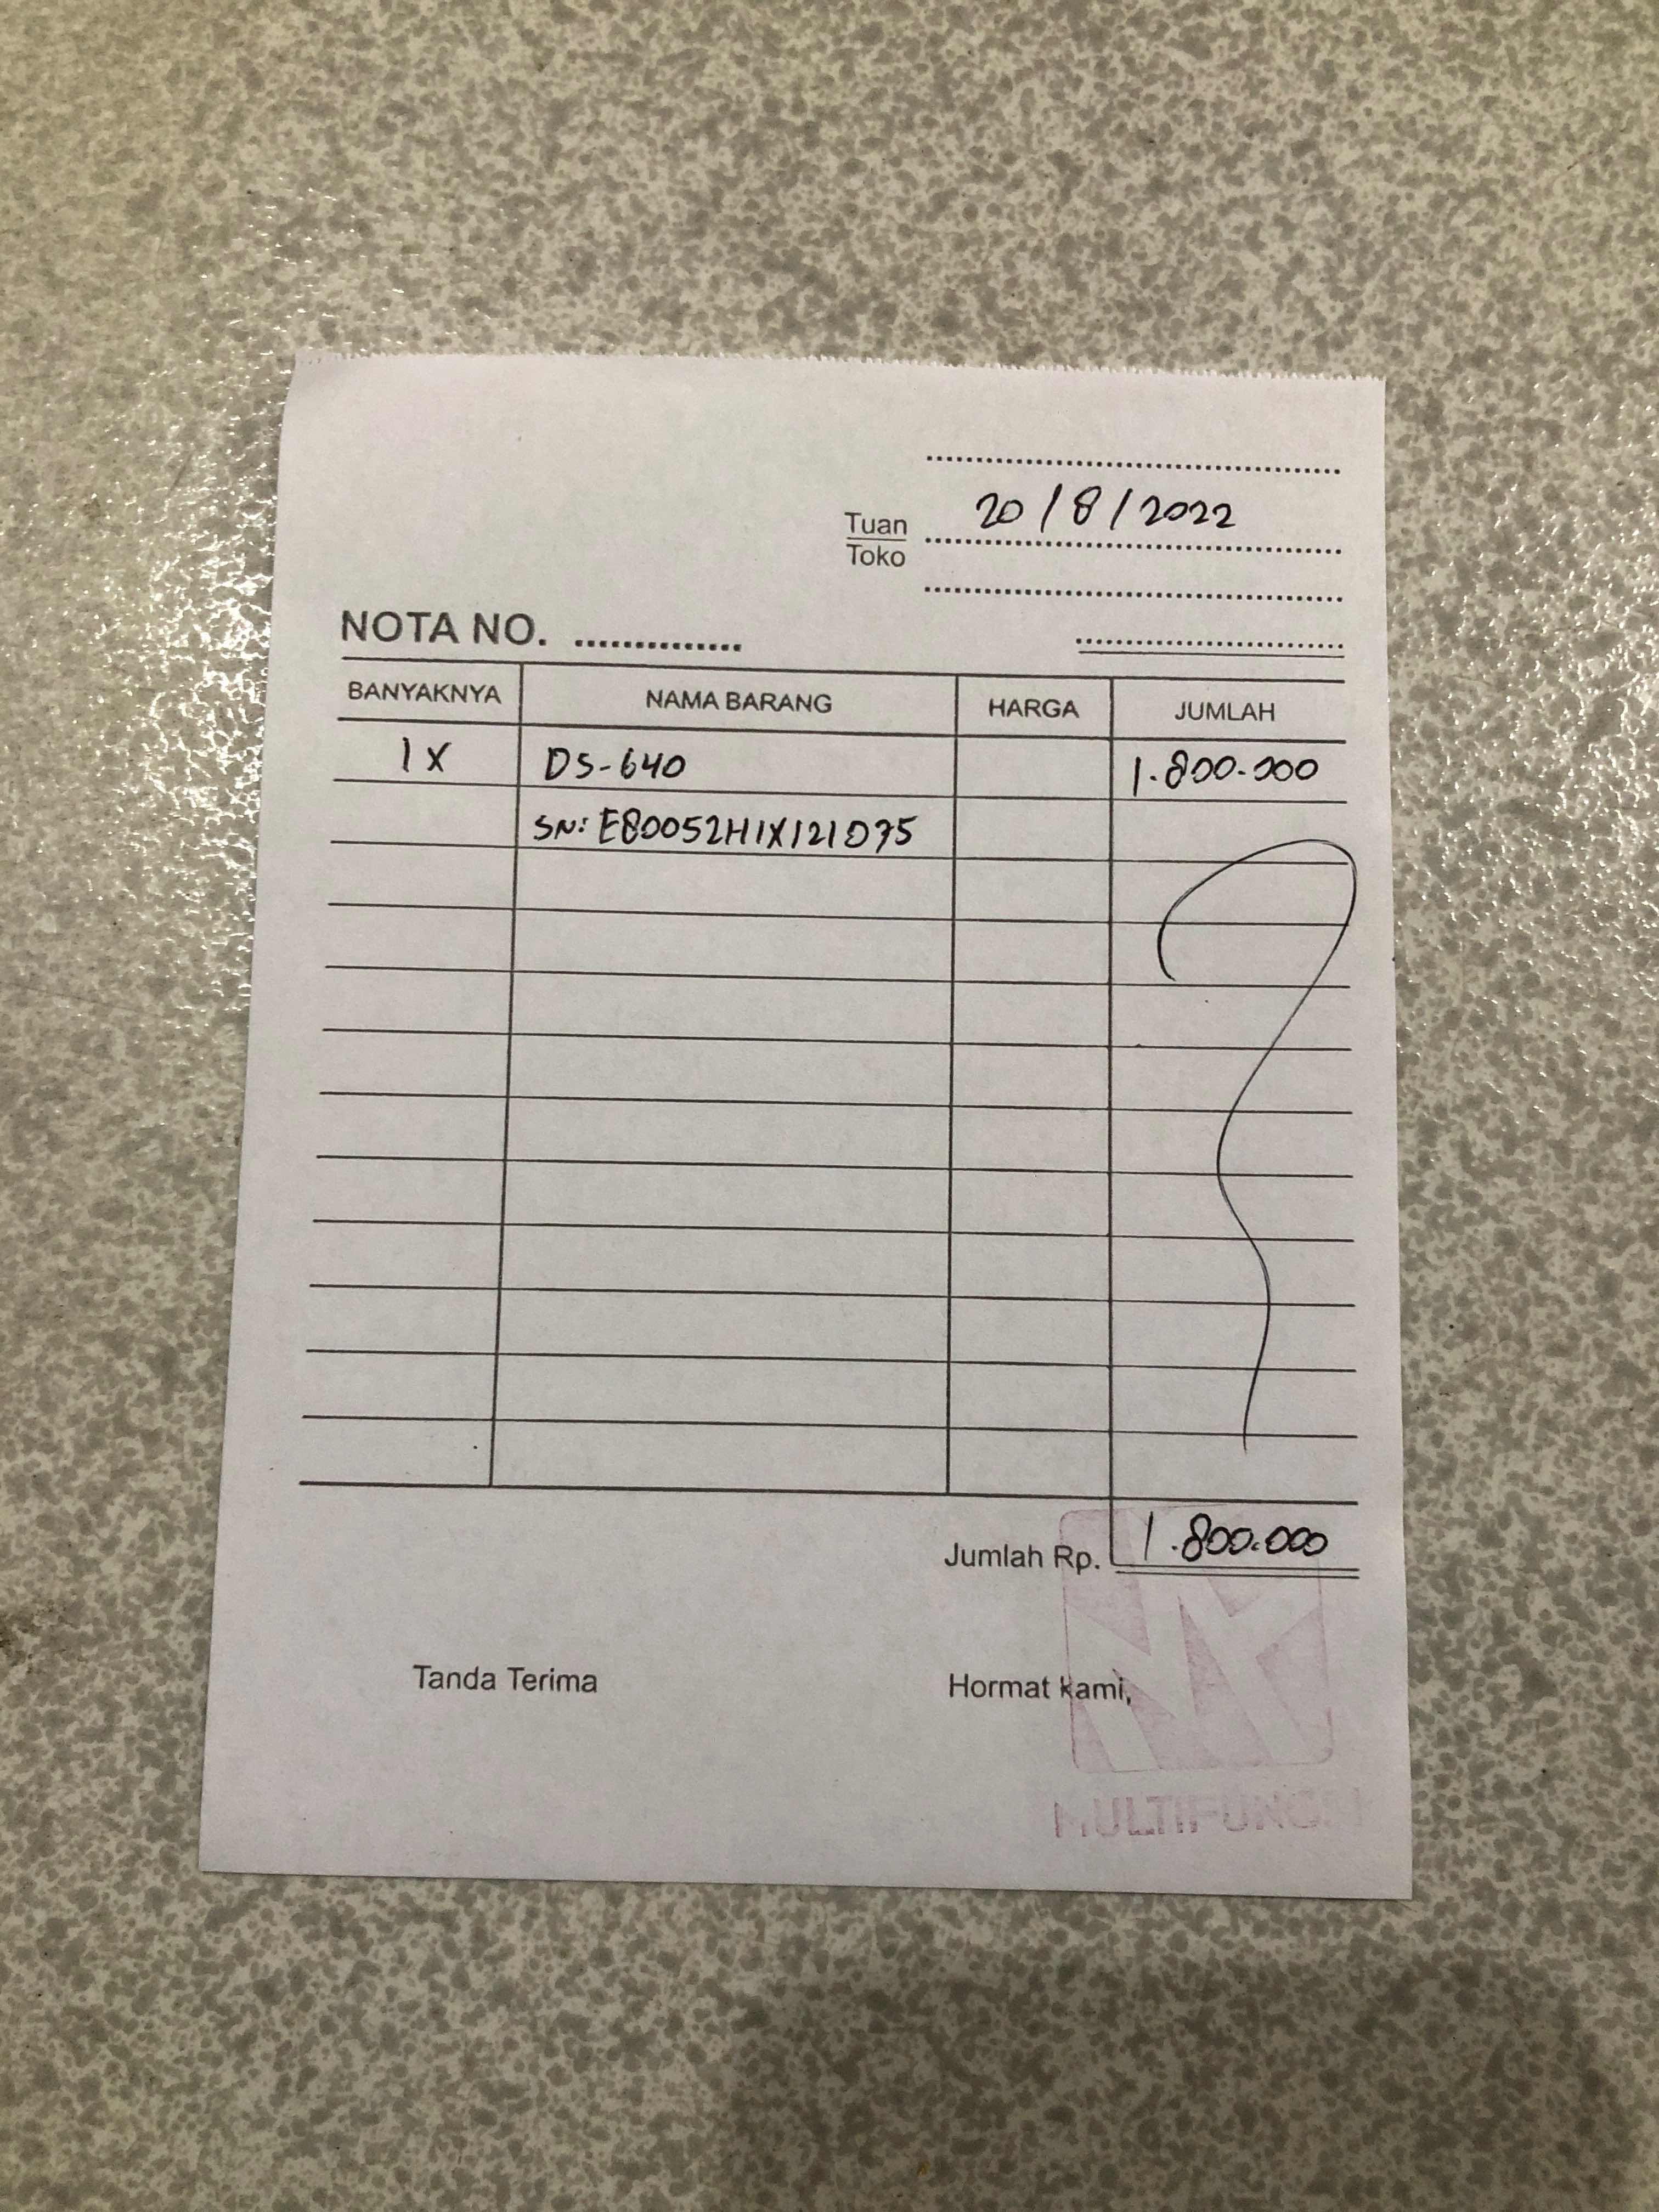 20/8/2022
Tuan
Toko
NOTA NO.
BANYAKNYA NAMA BARANG HARGA JUMLAH
1X DS-640 1.800.000
SN: E80052H1X121075
Jumlah Rp. 1.800.000
Tanda Terima Hormat kami,